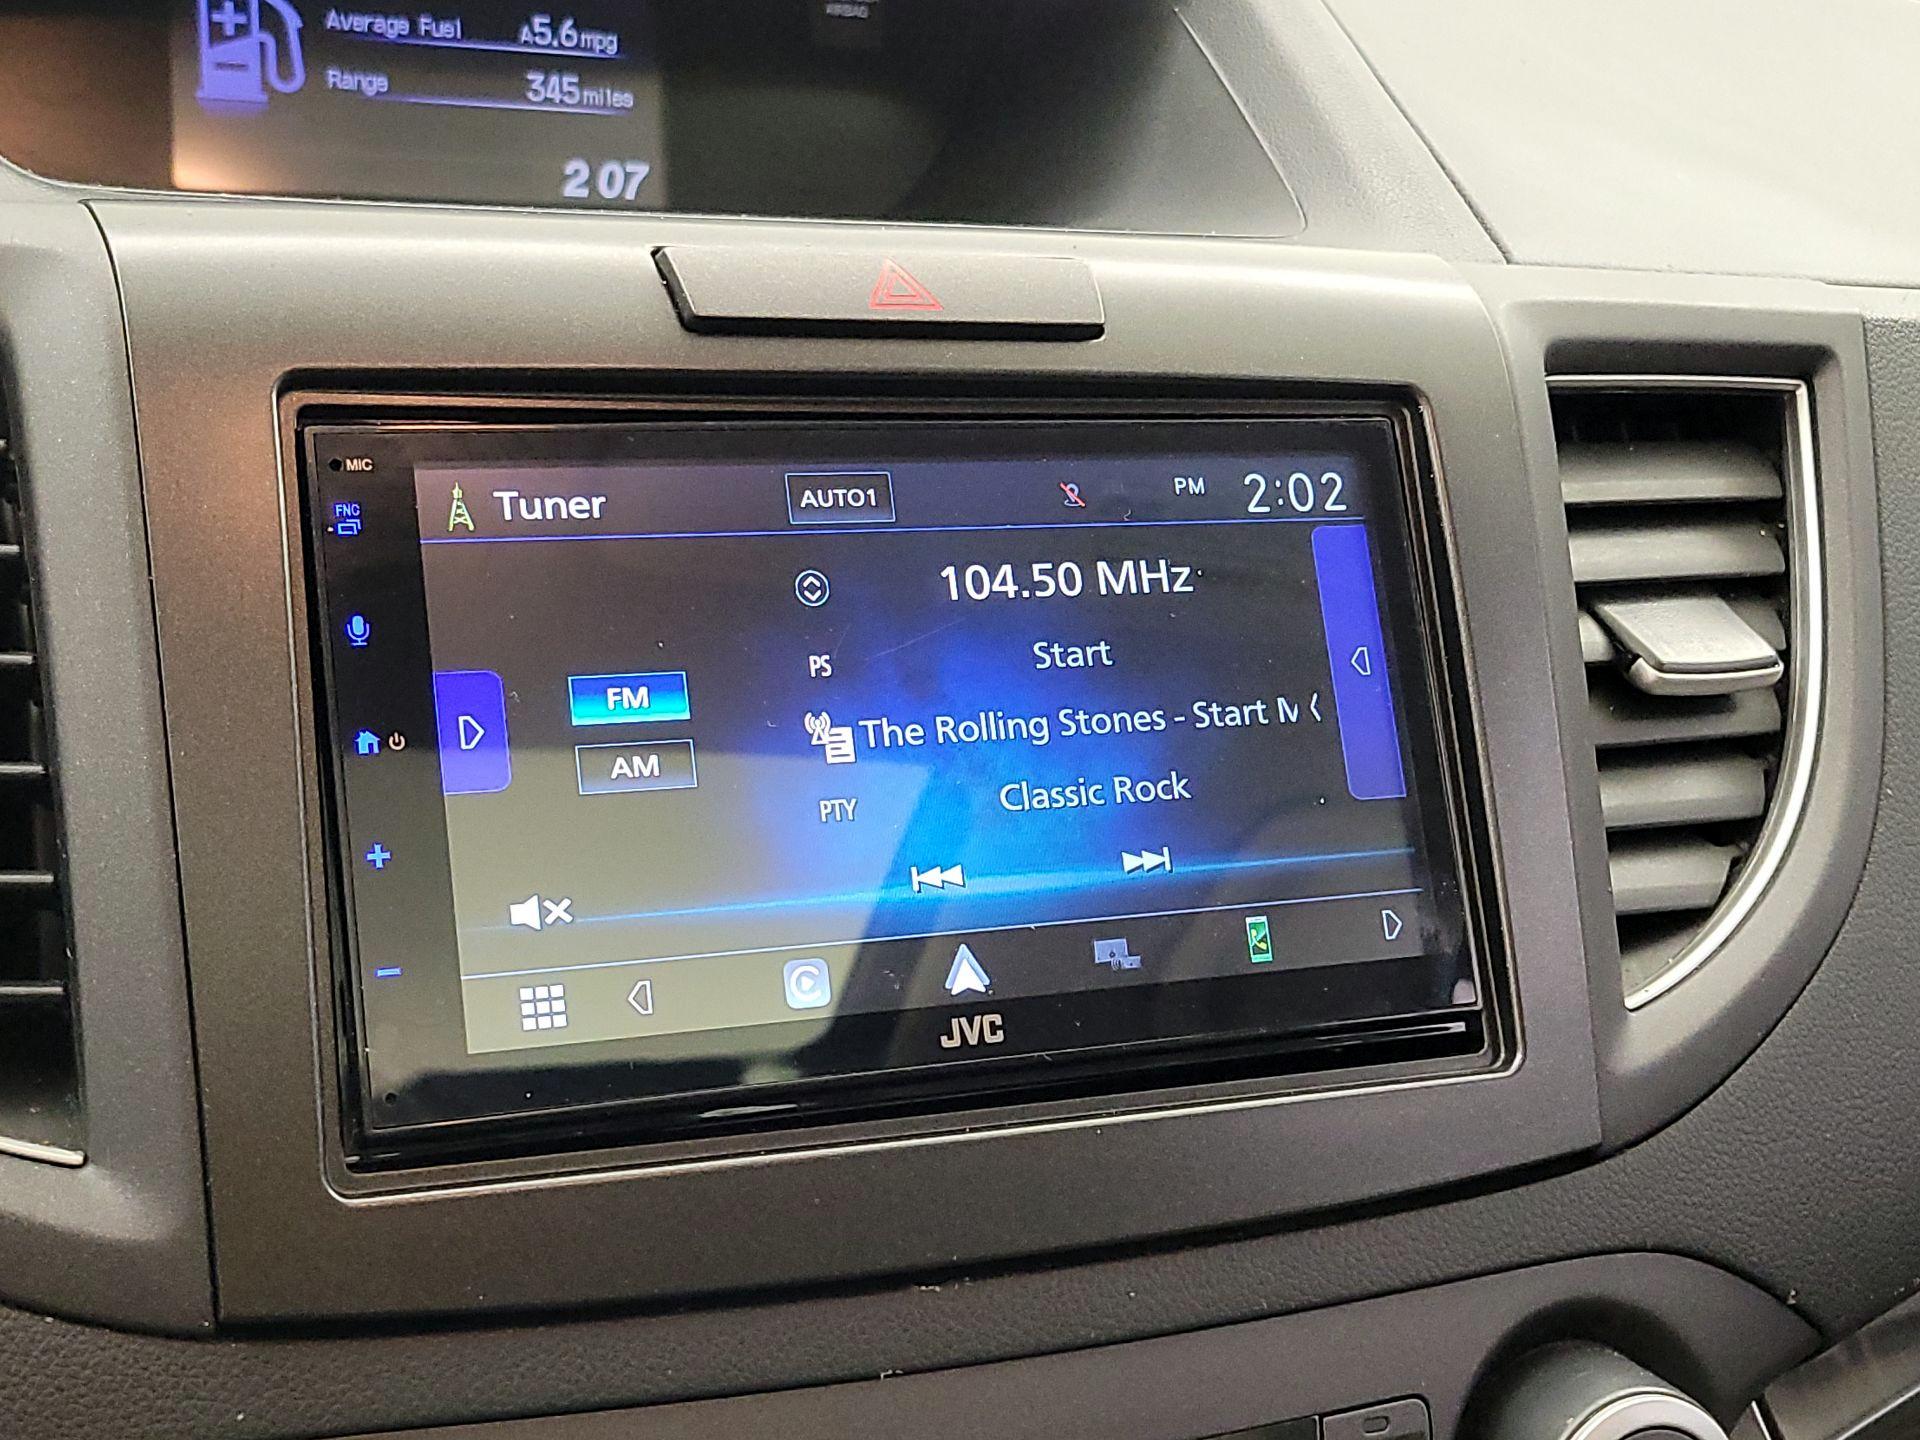 Average Fuel A5.6mpg
Range 345miles
2 07
MIC
FNC
Tuner AUTO1 PM 2:02
104.50 MHz
PS Start
The Rolling Stones - Start M
PTY Classic Rock
FM
AM
JVC